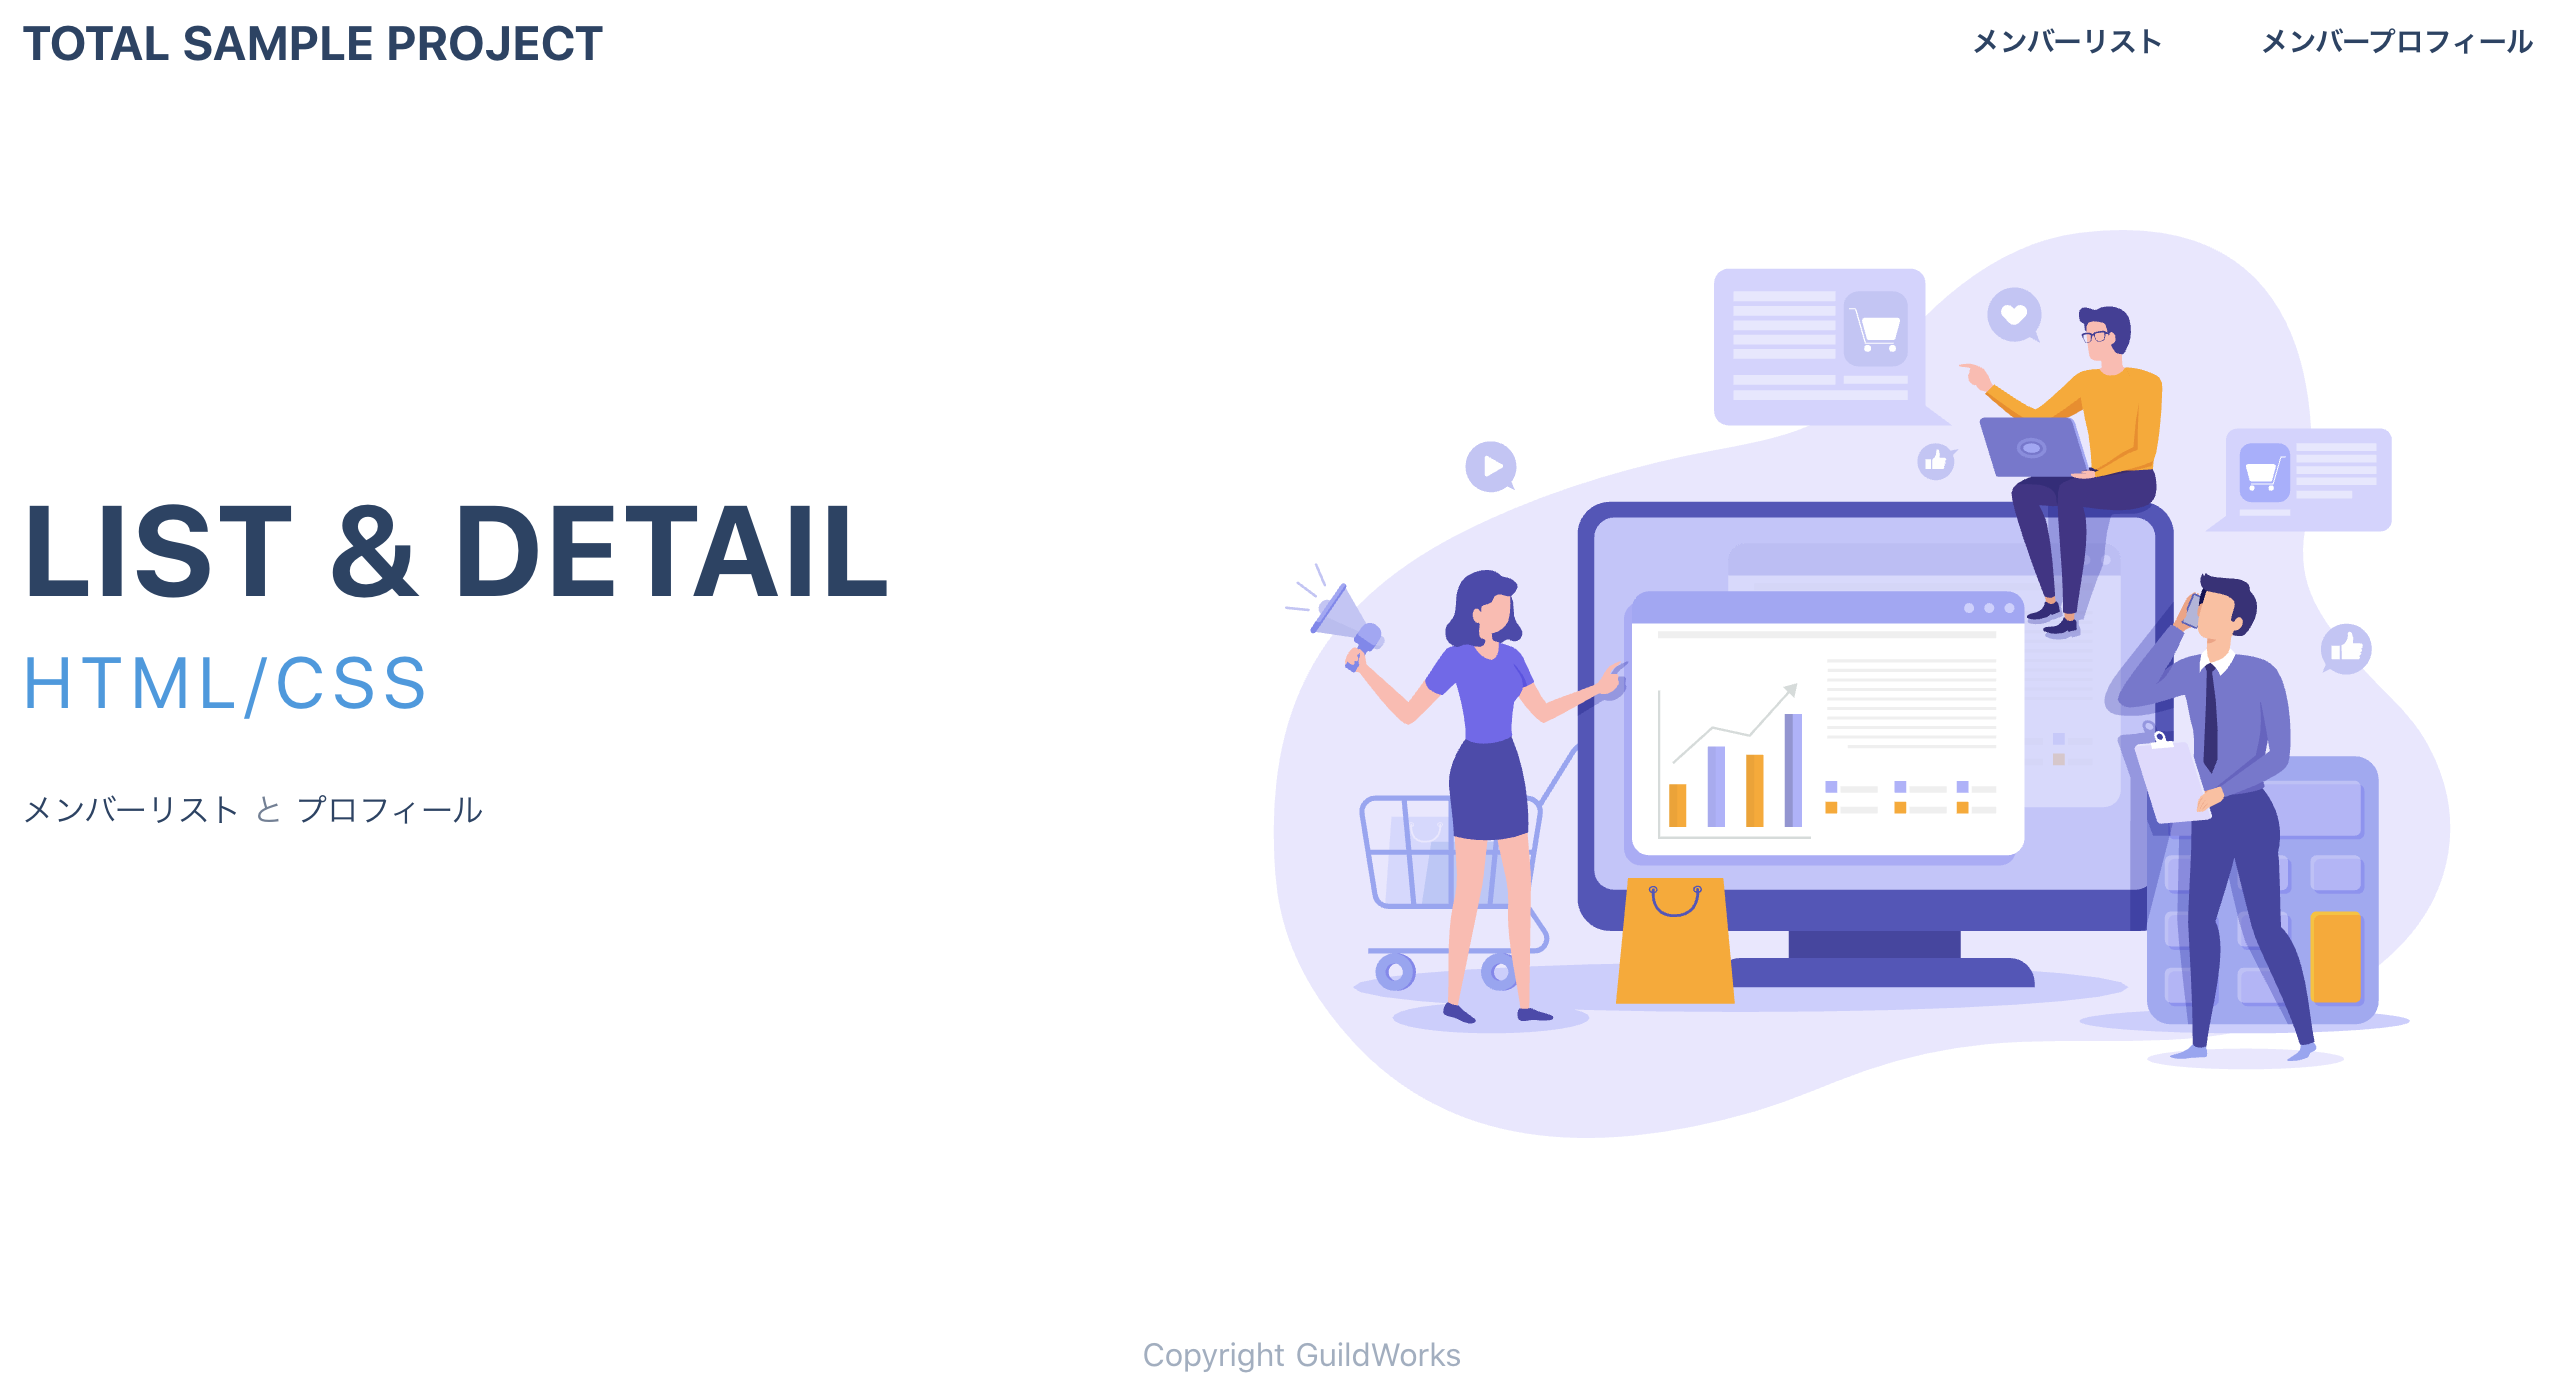 TOTAL SAMPLE PROJECT
メンバーリスト メンバープロフィール
LIST & DETAIL
HTML/CSS
メンバーリスト と プロフィール
Copyright GuildWorks